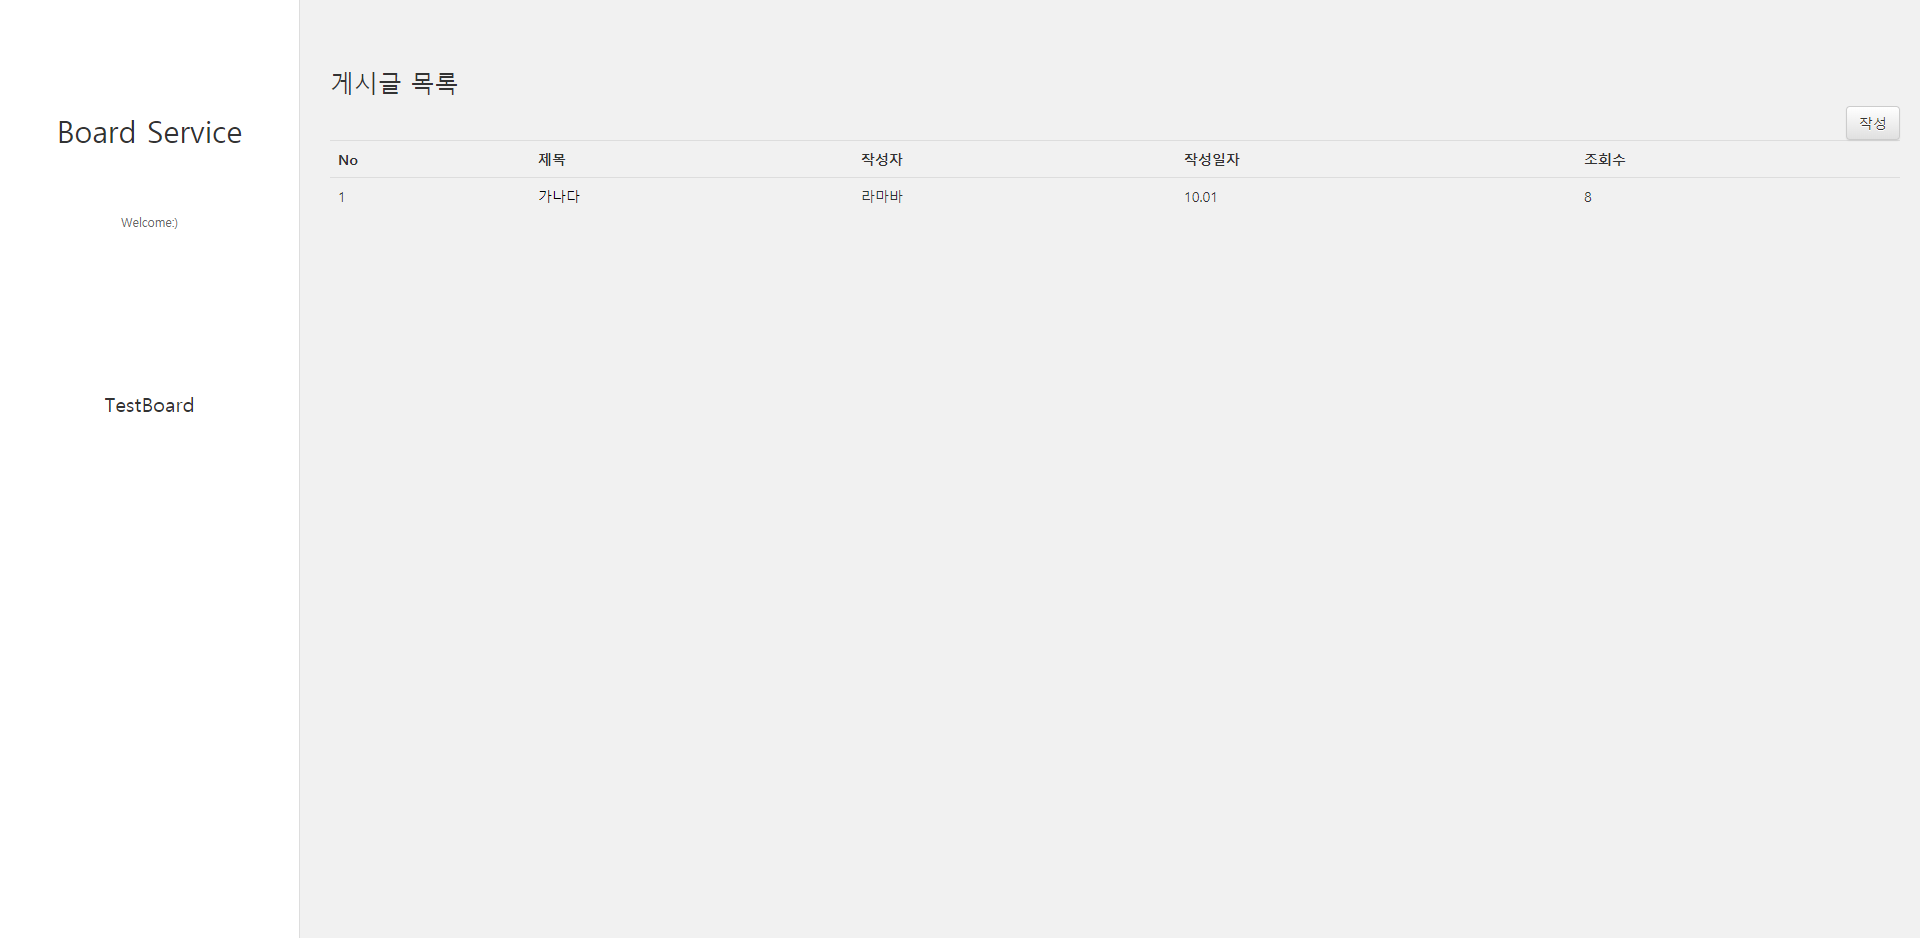 Board Service
Welcome:)
TestBoard
게시글 목록
작성
No 제목 작성자 작성일자 조회수
1 가나다 라마바 10.01 8